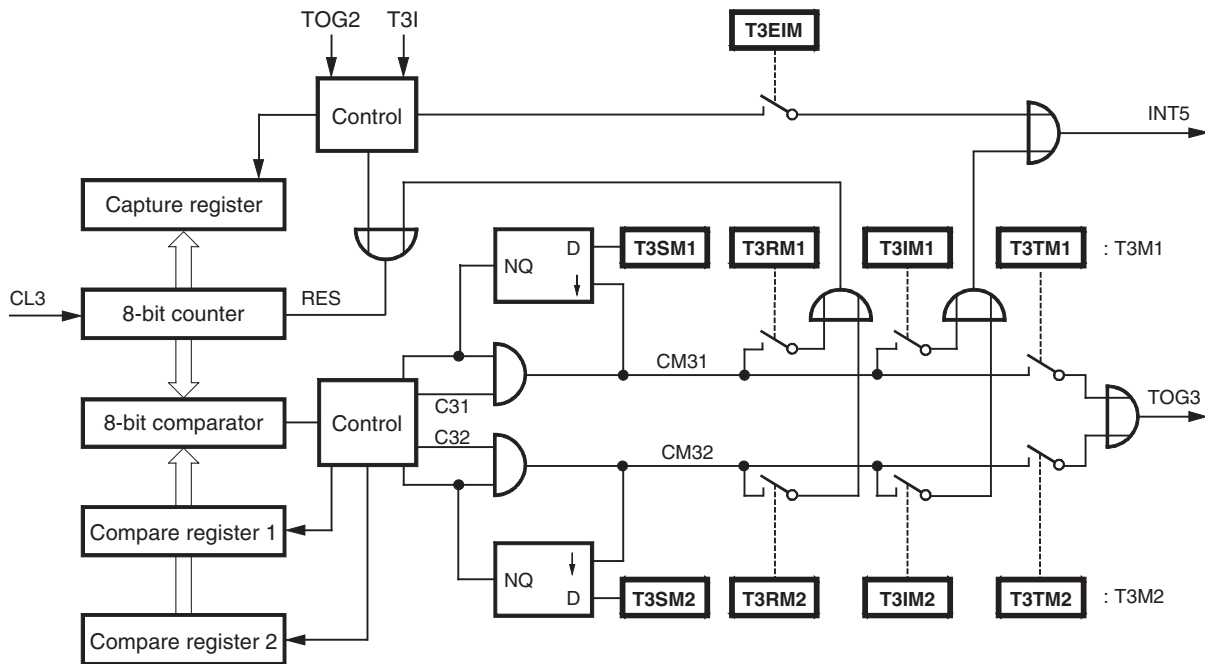 TOG2
T3I
T3EIM
Control
INT5
Capture register
D
T3SM1
T3RM1
T3IM1
T3TM1
: T3M1
NQ
CL3
8-bit counter
RES
CM31
C31
TOG3
8-bit comparator
Control
C32
CM32
Compare register 1
NQ
D
T3SM2
T3RM2
T3IM2
T3TM2
: T3M2
Compare register 2